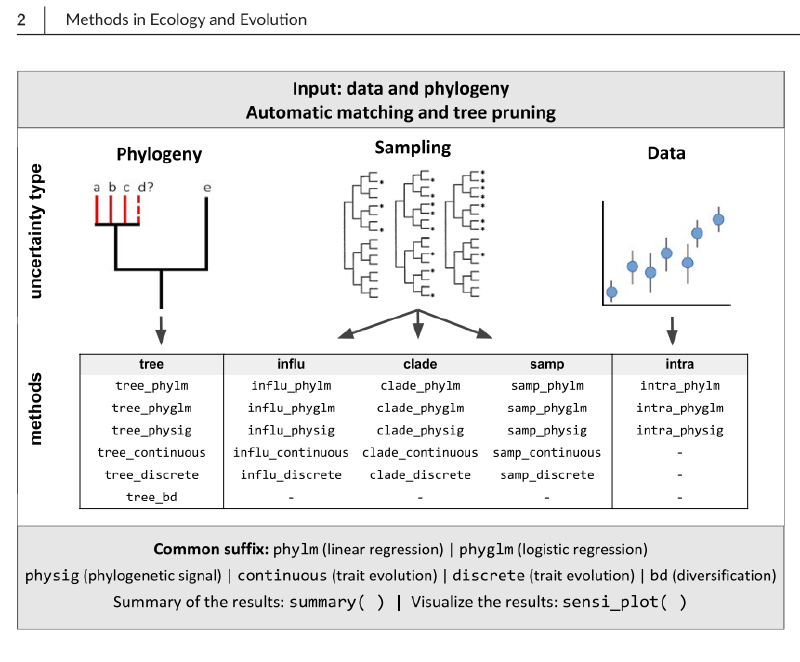 2 | Methods in Ecology and Evolution
Input: data and phylogeny
Automatic matching and tree pruning
uncertainty type
Phylogeny
Sampling
Data
a b c d? e
methods
tree influ clade samp intra
tree_phylm influ_phylm clade_phylm samp_phylm intra_phylm
tree_phyglm influ_phyglm clade_phyglm samp_phyglm intra_phyglm
tree_physig influ_physig clade_physig samp_physig intra_physig
tree_continuous influ_continuous clade_continuous samp_continuous -
tree_discrete influ_discrete clade_discrete samp_discrete -
tree_bd - - - -
Common suffix: phylm (linear regression) | phyglm (logistic regression)
physig (phylogenetic signal) | continuous (trait evolution) | discrete (trait evolution) | bd (diversification)
Summary of the results: summary( ) | Visualize the results: sensi_plot( )